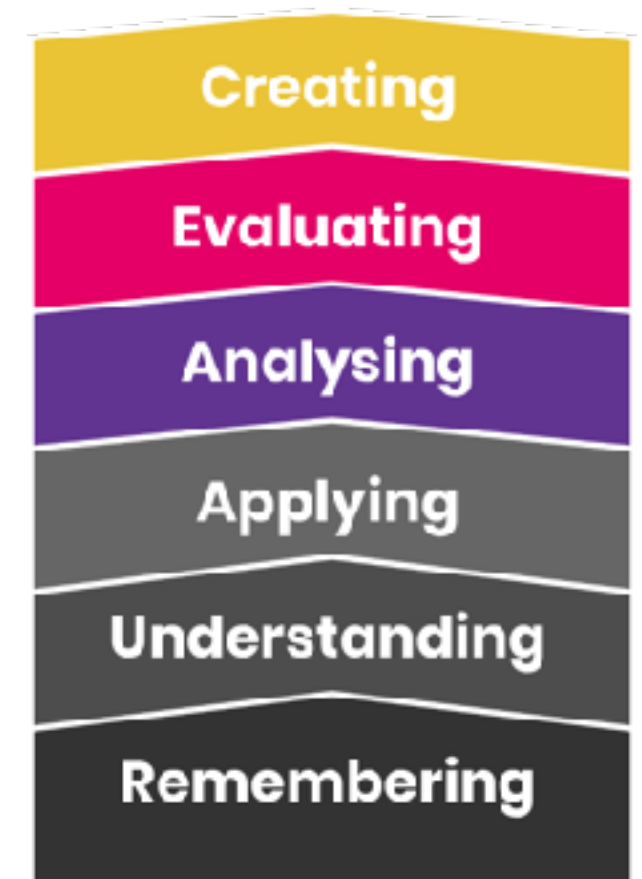 Creating
Evaluating
Analysing
Applying
Understanding
Remembering